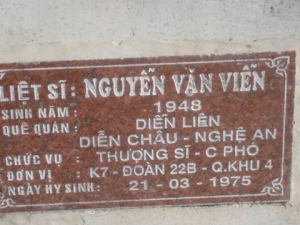 LIỆT SĨ : NGUYỄN VĂN VIỄN
SINH NĂM : 1948
QUÊ QUÁN : DIỄN LIÊN
DIỄN CHÂU - NGHỆ AN
CHỨC VỤ : THƯỢNG SĨ - C PHÓ
ĐƠN VỊ : K7 - ĐOÀN 22B - Q.KHU 4
NGÀY HY SINH: 21 - 03 - 1975